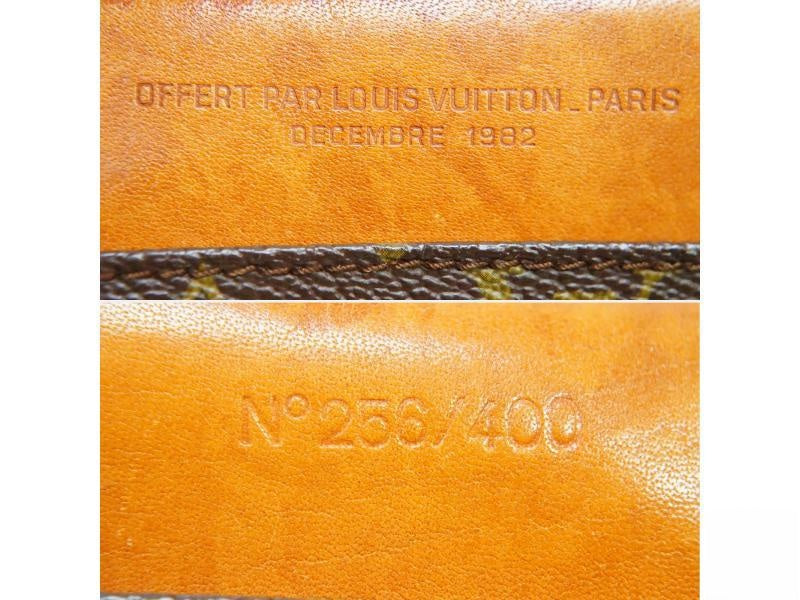 OFFERT PAR LOUIS VUITTON_PARIS
DECEMBRE 1982
N°256/400